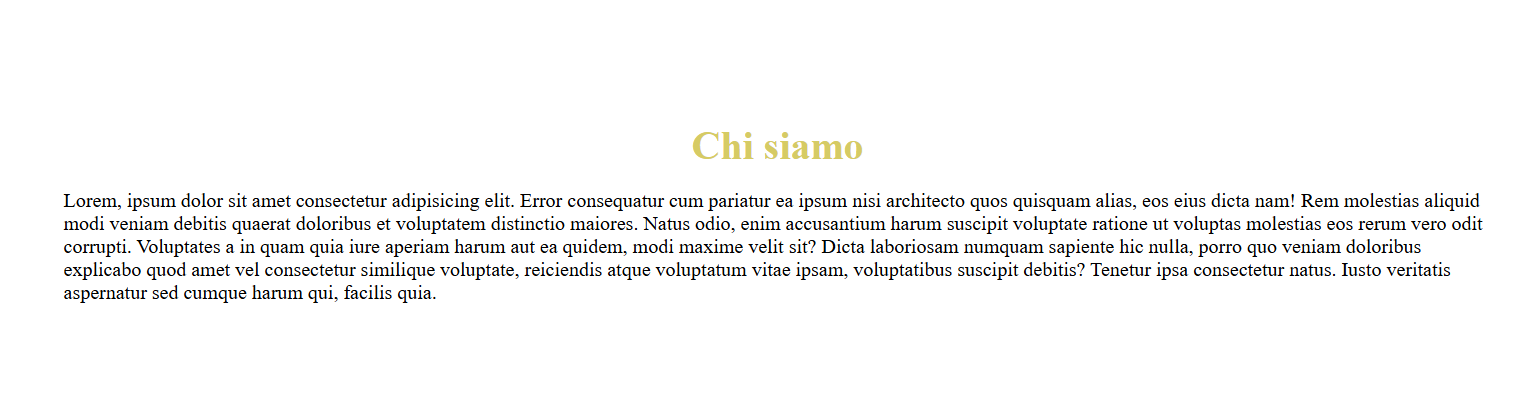 Chi siamo
Lorem, ipsum dolor sit amet consectetur adipisicing elit. Error consequatur cum pariatur ea ipsum nisi architecto quos quisquam alias, eos eius dicta nam! Rem molestias aliquid
modi veniam debitis quaerat doloribus et voluptatem distinctio maiores. Natus odio, enim accusantium harum suscipit voluptate ratione ut voluptas molestias eos rerum vero odit
corrupti. Voluptates a in quam quia iure aperiam harum aut ea quidem, modi maxime velit sit? Dicta laboriosam numquam sapiente hic nulla, porro quo veniam doloribus
explicabo quod amet vel consectetur similique voluptate, reiciendis atque voluptatum vitae ipsam, voluptatibus suscipit debitis? Tenetur ipsa consectetur natus. Iusto veritatis
aspernatur sed cumque harum qui, facilis quia.